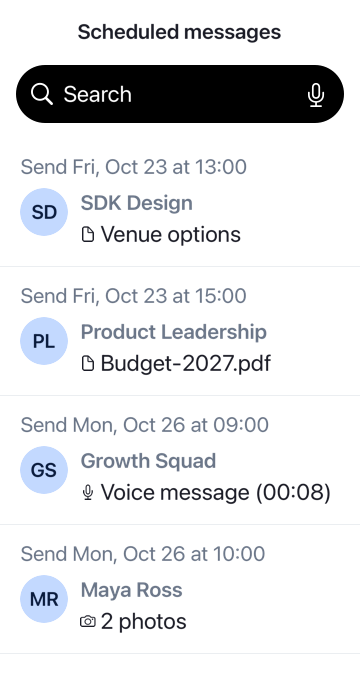 Scheduled messages
Search
Send Fri, Oct 23 at 13:00
SD
SDK Design
Venue options
Send Fri, Oct 23 at 15:00
PL
Product Leadership
Budget-2027.pdf
Send Mon, Oct 26 at 09:00
GS
Growth Squad
Voice message (00:08)
Send Mon, Oct 26 at 10:00
MR
Maya Ross
2 photos